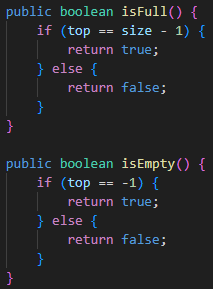 public boolean isFull() {
    if (top == size - 1) {
        return true;
    } else {
        return false;
    }
}

public boolean isEmpty() {
    if (top == -1) {
        return true;
    } else {
        return false;
    }
}